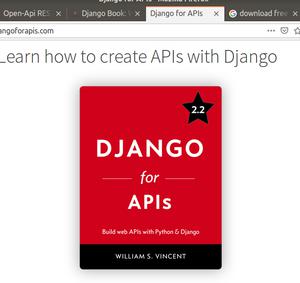 Open-Api RES
Django Book: W
Django for APIs
download free
angoforapis.com
Learn how to create APIs with Django
2.2
DJANGO
for
APIs
Build web APIs with Python & Django
WILLIAM S. VINCENT